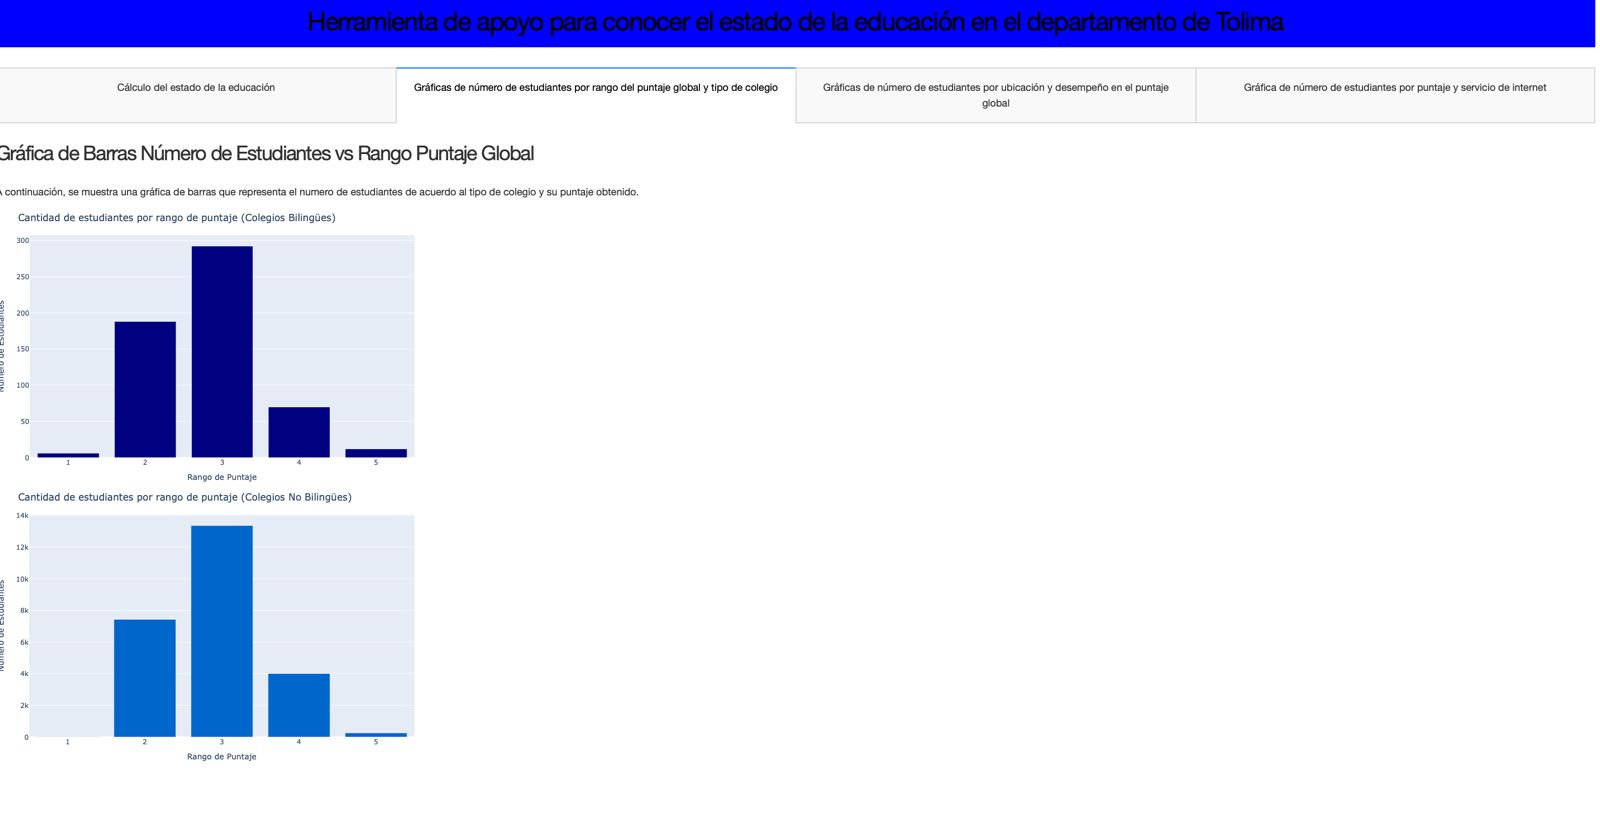 Herramienta de apoyo para conocer el estado de la educación en el departamento de Tolima
Cálculo del estado de la educación
Gráficas de número de estudiantes por rango del puntaje global y tipo de colegio
Gráficas de número de estudiantes por ubicación y desempeño en el puntaje
global
Gráfica de número de estudiantes por puntaje y servicio de internet
Gráfica de Barras Número de Estudiantes vs Rango Puntaje Global
A continuación, se muestra una gráfica de barras que representa el numero de estudiantes de acuerdo al tipo de colegio y su puntaje obtenido.
Cantidad de estudiantes por rango de puntaje (Colegios Bilingües)
Número de Estudiantes
300
250
200
150
100
50
0
1 2 3 4 5
Rango de Puntaje
Cantidad de estudiantes por rango de puntaje (Colegios No Bilingües)
Número de Estudiantes
14k
12k
10k
8k
6k
4k
2k
0
1 2 3 4 5
Rango de Puntaje